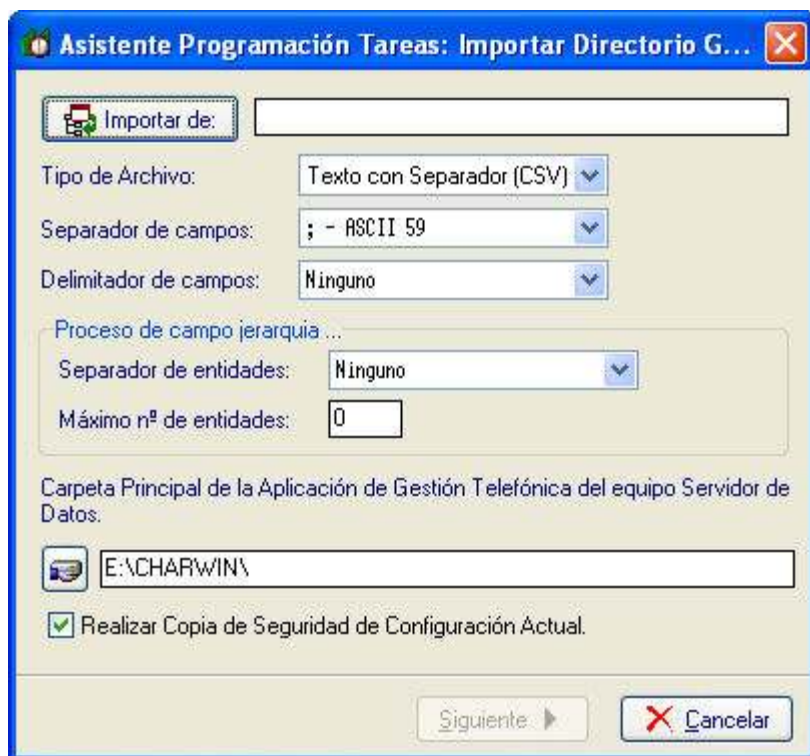 Asistente Programación Tareas: Importar Directorio G...
Importar de:
Tipo de Archivo: Texto con Separador (CSV)
Separador de campos: ; - ASCII 59
Delimitador de campos: Ninguno
Proceso de campo jerarquia ...
Separador de entidades: Ninguno
Máximo nº de entidades: 0
Carpeta Principal de la Aplicación de Gestión Telefónica del equipo Servidor de
Datos.
E:\CHARWIN\
Realizar Copia de Seguridad de Configuración Actual.
Siguiente Cancelar